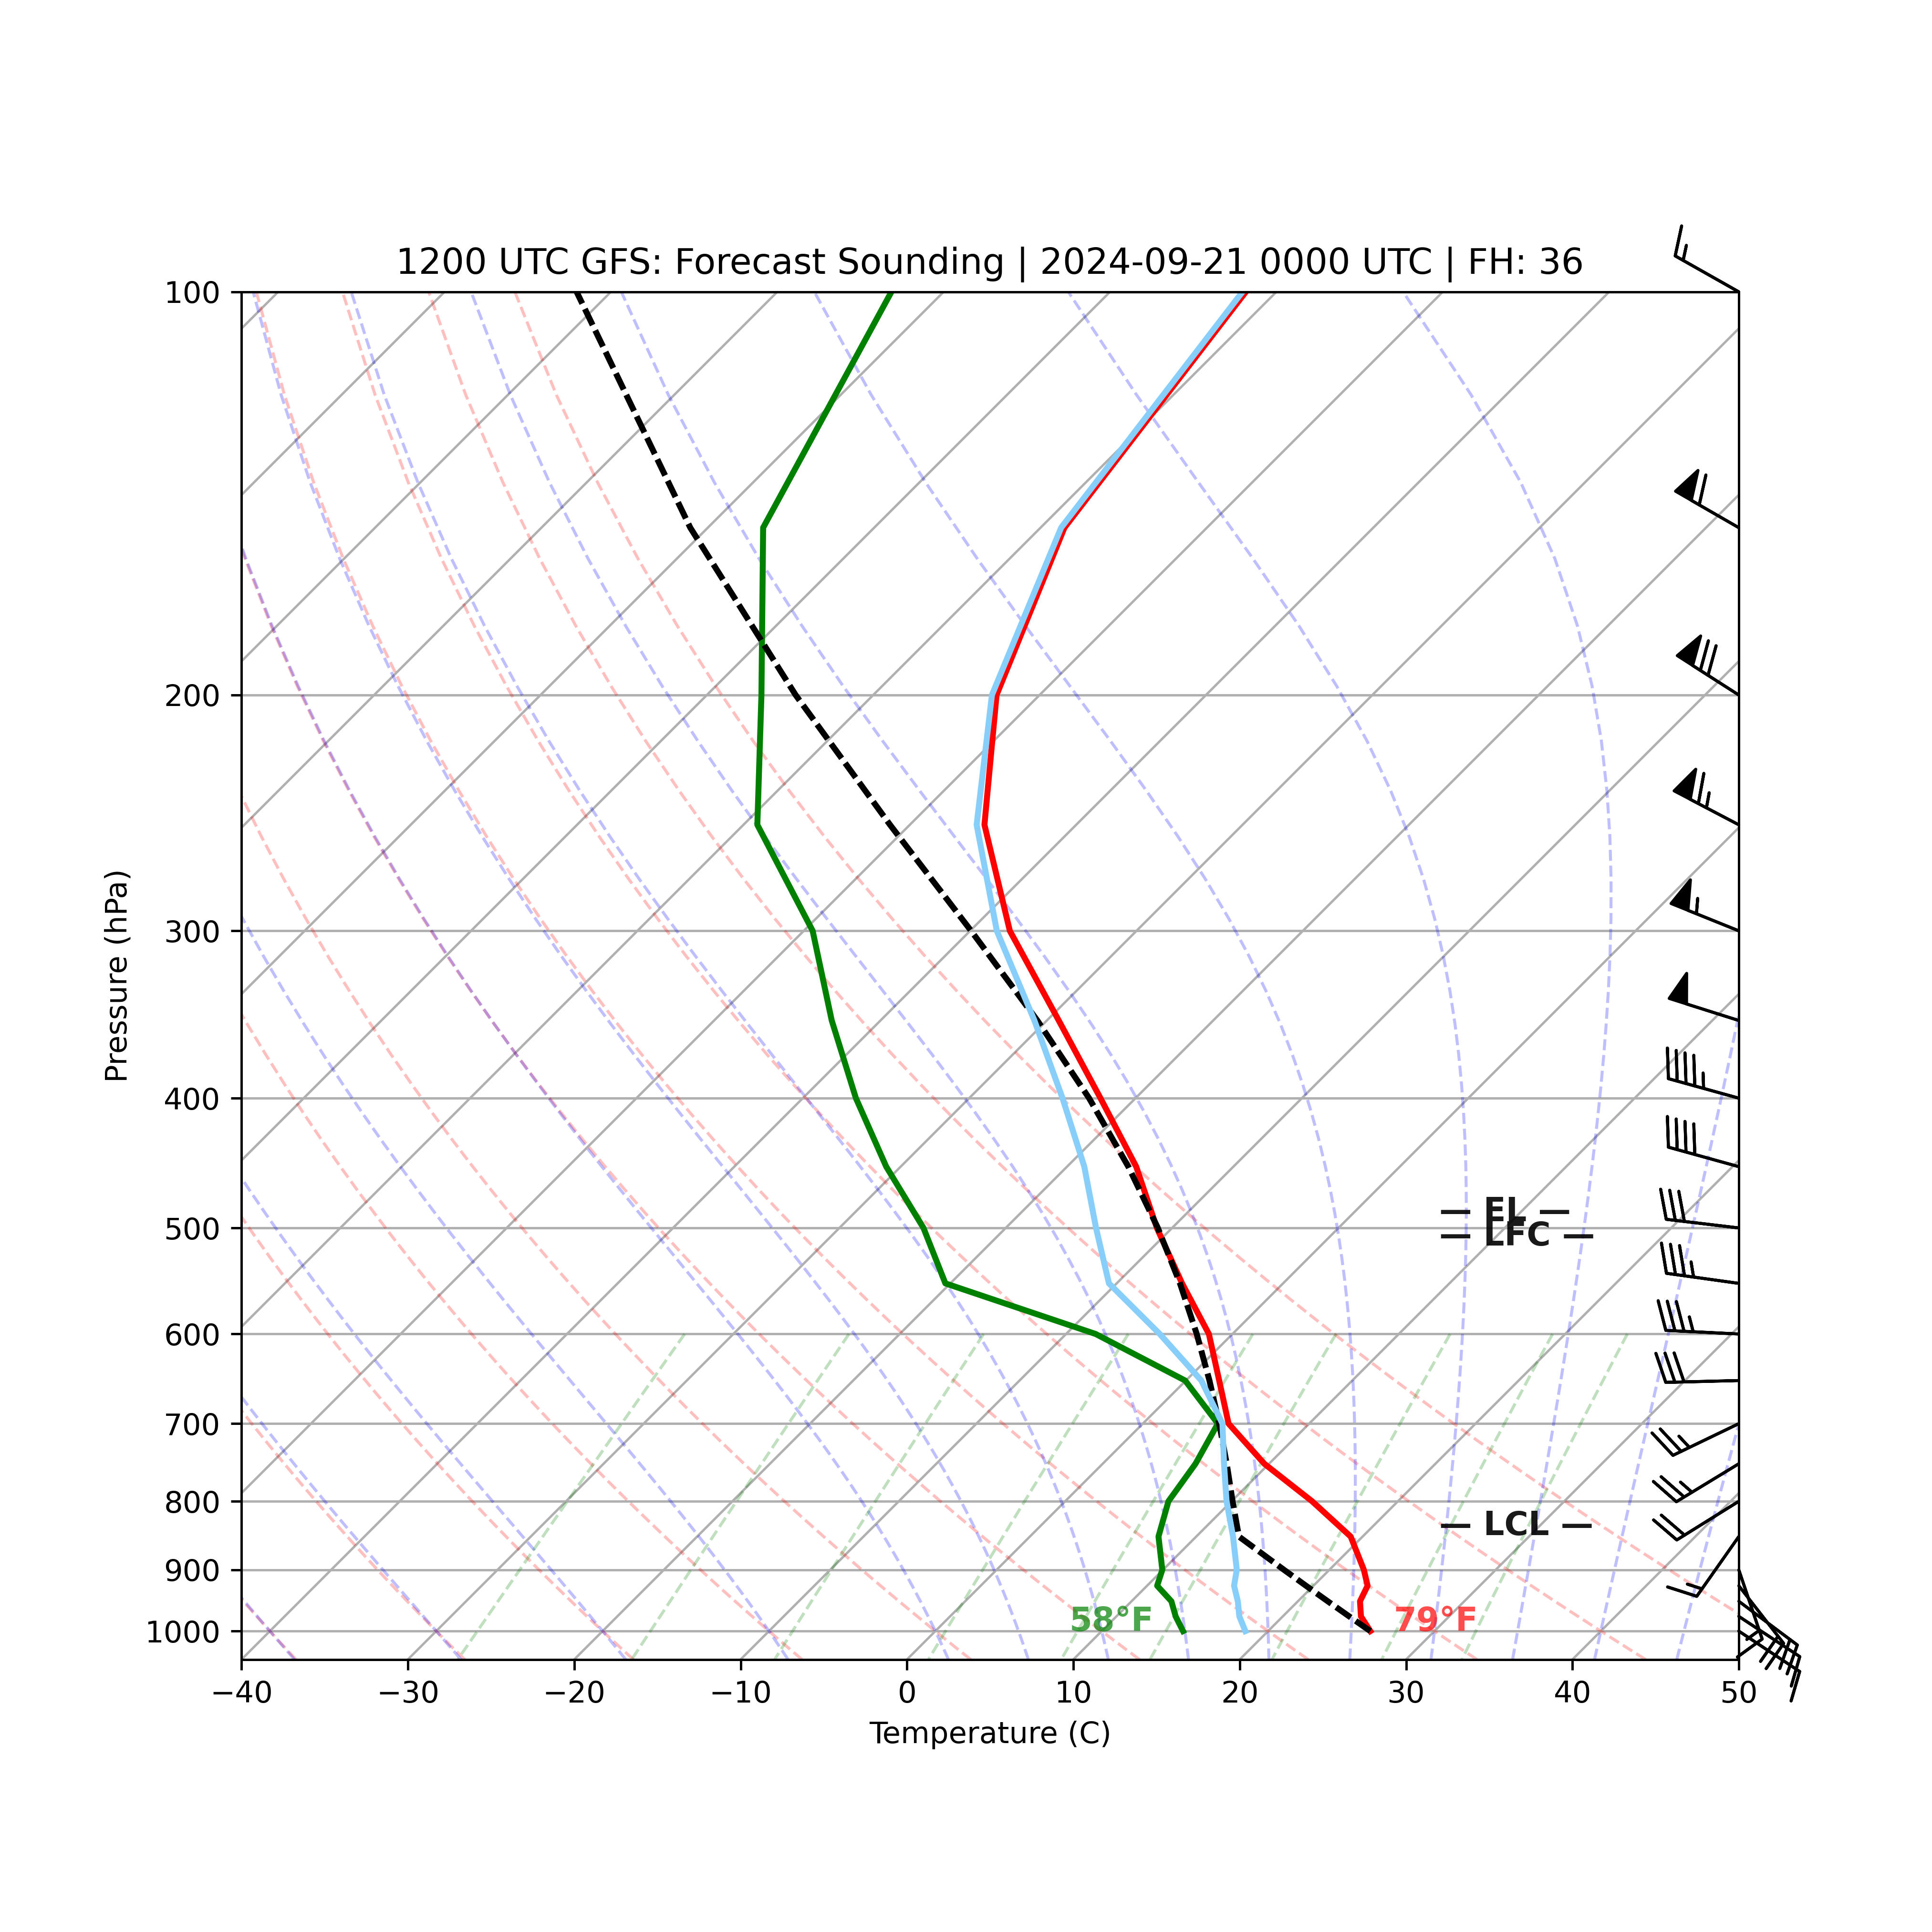 1200 UTC GFS: Forecast Sounding | 2024-09-21 0000 UTC | FH: 36
100
200
300
400
500
600
700
800
900
1000
Pressure (hPa)
— EL —
— LFC —
— LCL —
58°F
79°F
−40 −30 −20 −10 0 10 20 30 40 50
Temperature (C)